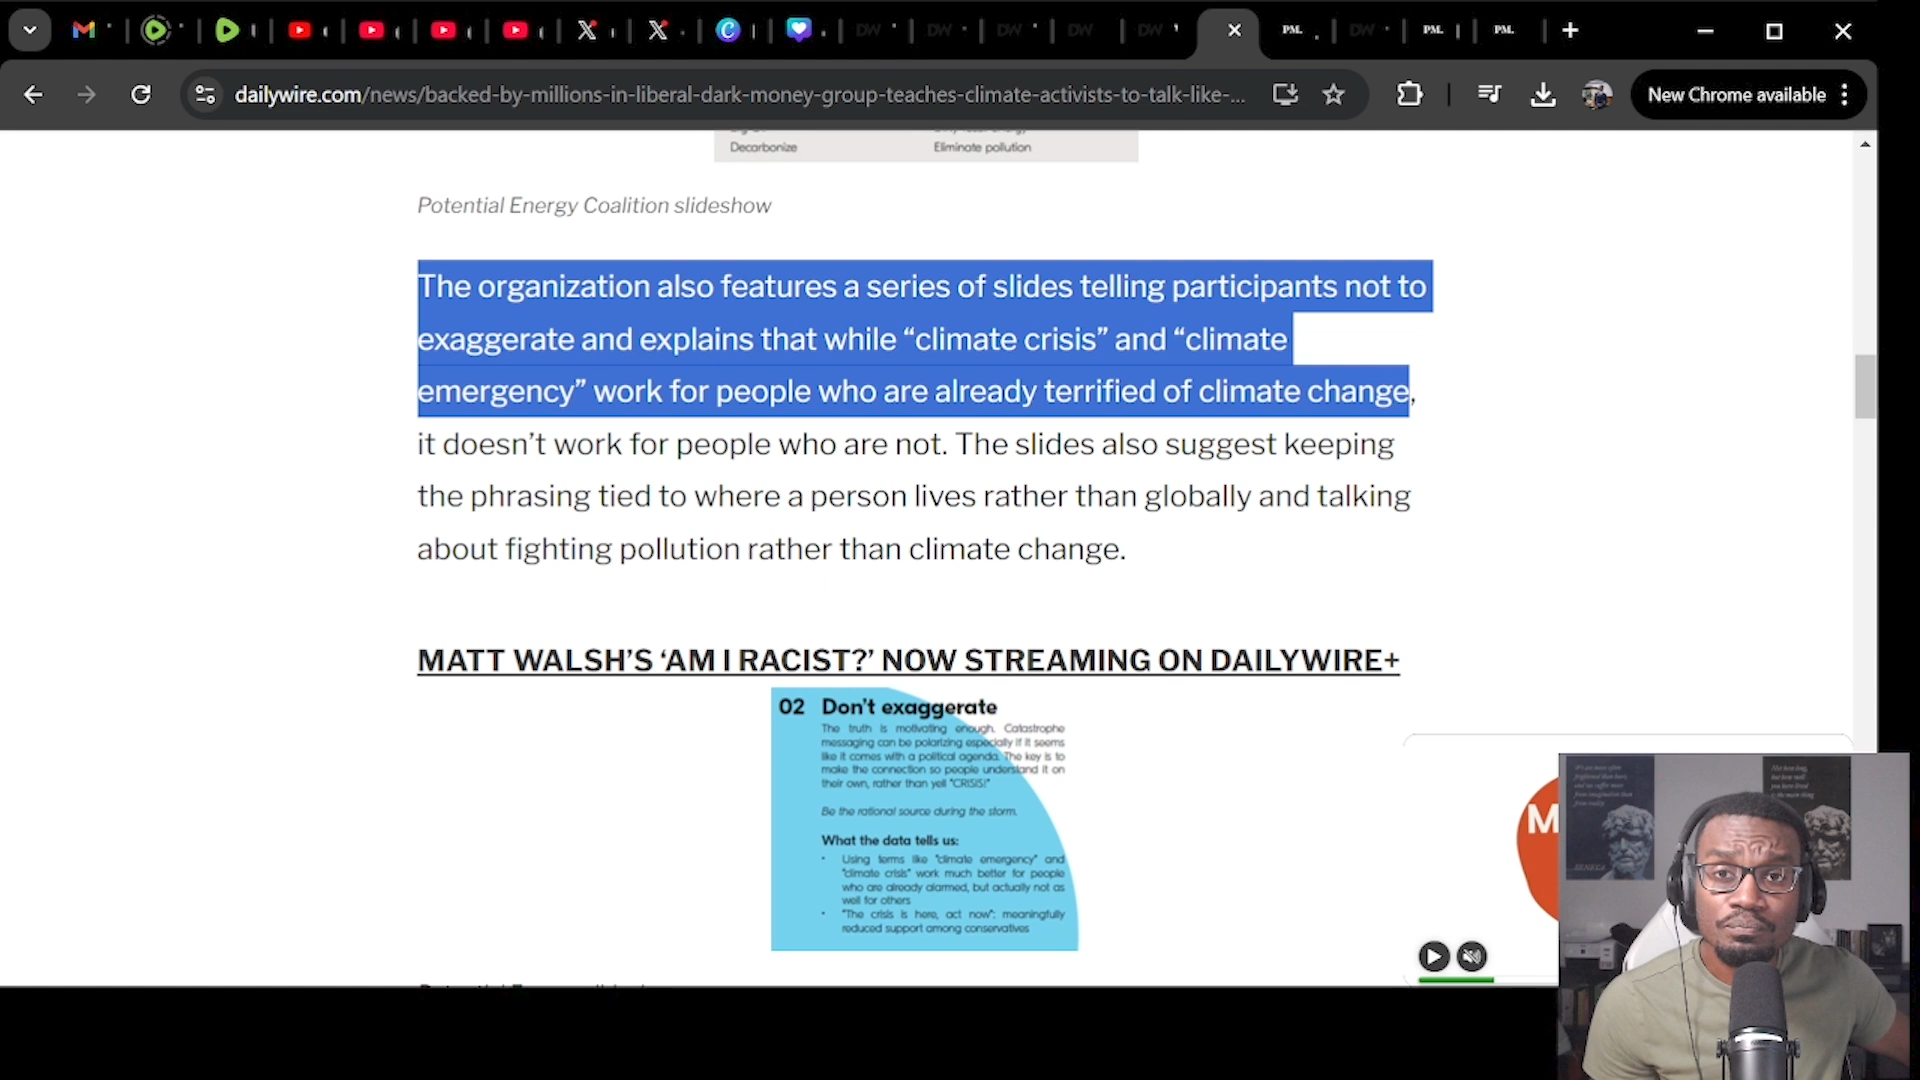 PM.
PM.
PM.
dailywire.com/news/backed-by-millions-in-liberal-dark-money-group-teaches-climate-activists-to-talk-like-...
New Chrome available
Decarbonize Eliminate pollution
Potential Energy Coalition slideshow
The organization also features a series of slides telling participants not to
exaggerate and explains that while “climate crisis” and “climate
emergency” work for people who are already terrified of climate change,
it doesn’t work for people who are not. The slides also suggest keeping
the phrasing tied to where a person lives rather than globally and talking
about fighting pollution rather than climate change.
MATT WALSH’S ‘AM I RACIST?’ NOW STREAMING ON DAILYWIRE+
02 Don’t exaggerate
The truth is motivating enough. Catastrophe
messaging can be polarizing especially if it seems
like it comes with a political agenda. The key is to
make the connection so people understand it on
their own, rather than yell “CRISIS!”
Be the rational source during the storm.
What the data tells us:
• Using terms like “climate emergency” and
“climate crisis” work much better for people
who are already alarmed, but actually not as
well for others
• “The crisis is here, act now”: meaningfully
reduced support among conservatives
M
SENECA